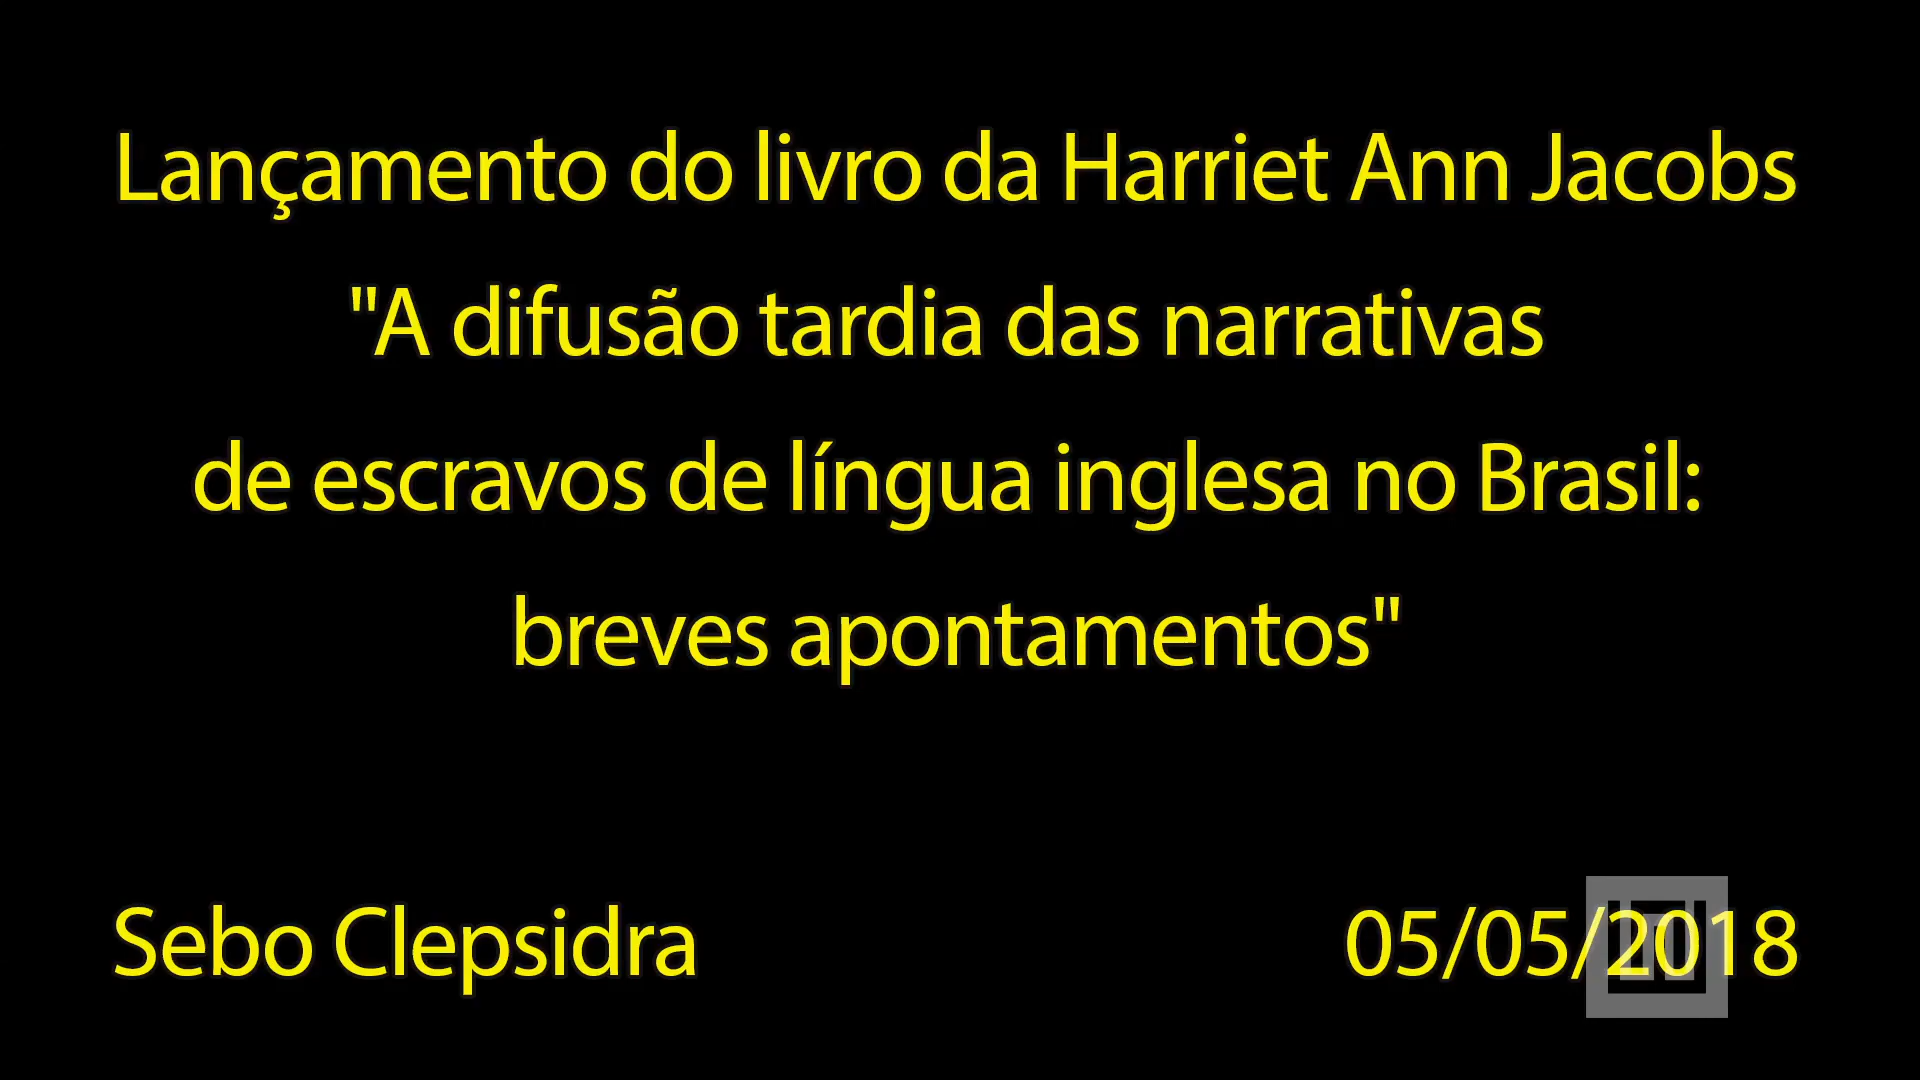 Lançamento do livro da Harriet Ann Jacobs
"A difusão tardia das narrativas
de escravos de língua inglesa no Brasil:
breves apontamentos"
Sebo Clepsidra
05/05/2018